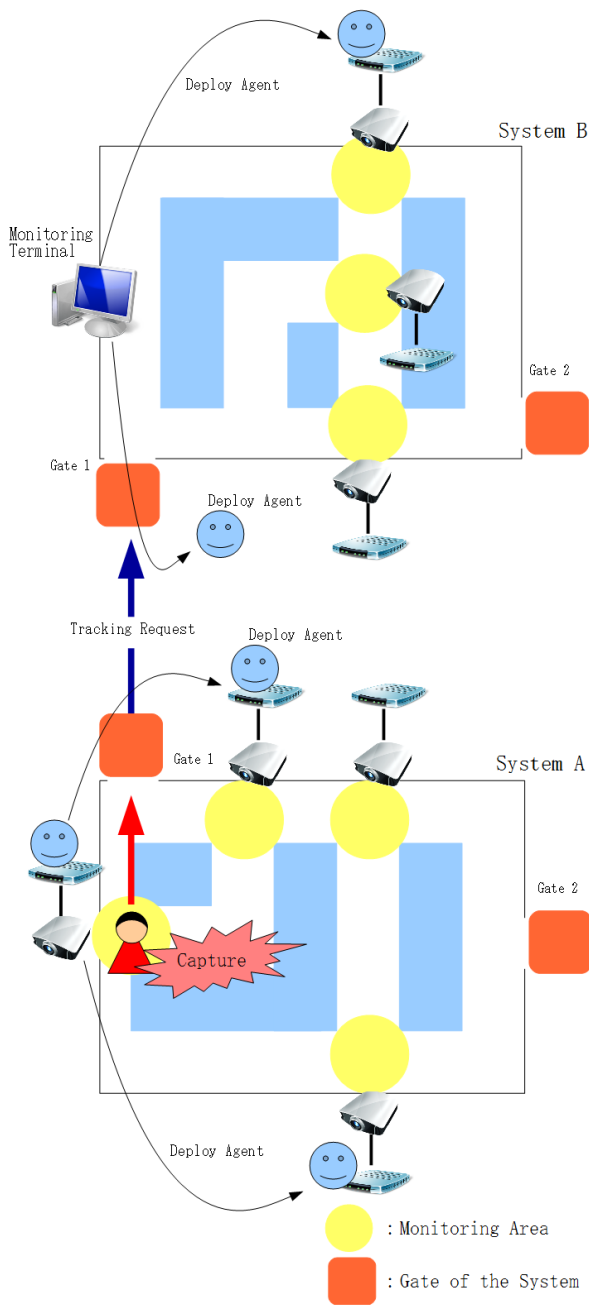 Deploy Agent
System B
Monitoring
Terminal
Gate 2
Gate 1
Deploy Agent
Tracking Request
Deploy Agent
Gate 1
System A
Gate 2
Capture
Deploy Agent
: Monitoring Area
: Gate of the System